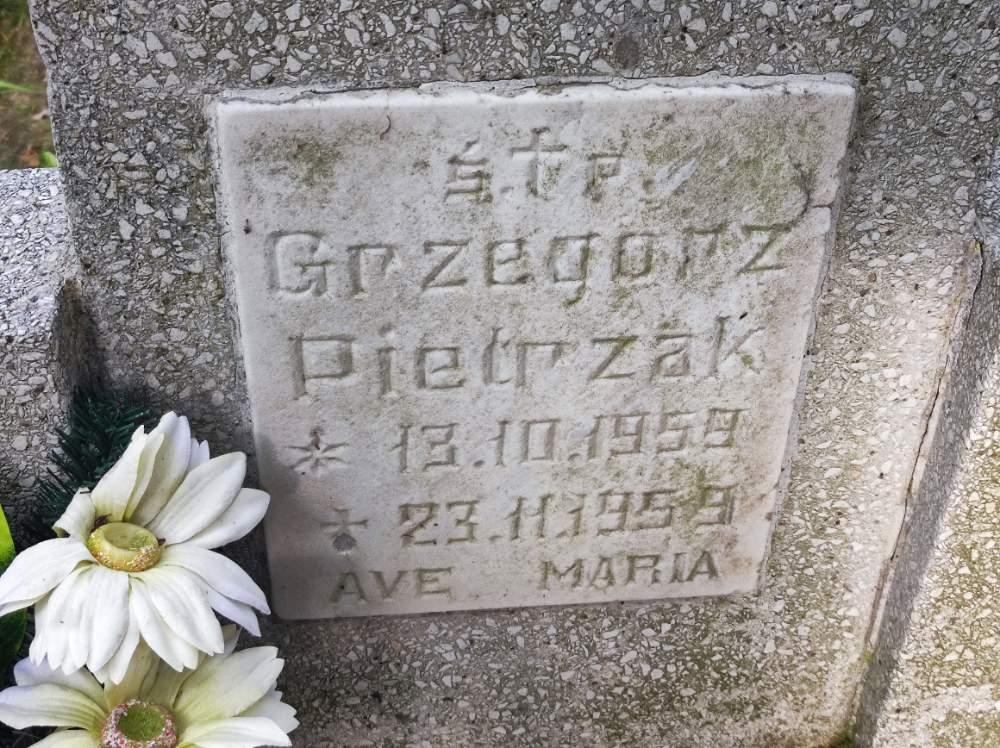 ś.†p.
Grzegorz
Pietrzak
* 13.10.1959
+ 23.11.1959
AVE MARIA